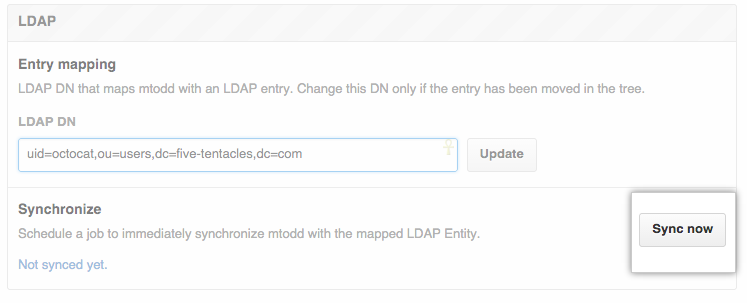 LDAP
Entry mapping
LDAP DN that maps mtodd with an LDAP entry. Change this DN only if the entry has been moved in the tree.
LDAP DN
uid=octocat,ou=users,dc=five-tentacles,dc=com
Update
Synchronize
Schedule a job to immediately synchronize mtodd with the mapped LDAP Entity.
Sync now
Not synced yet.